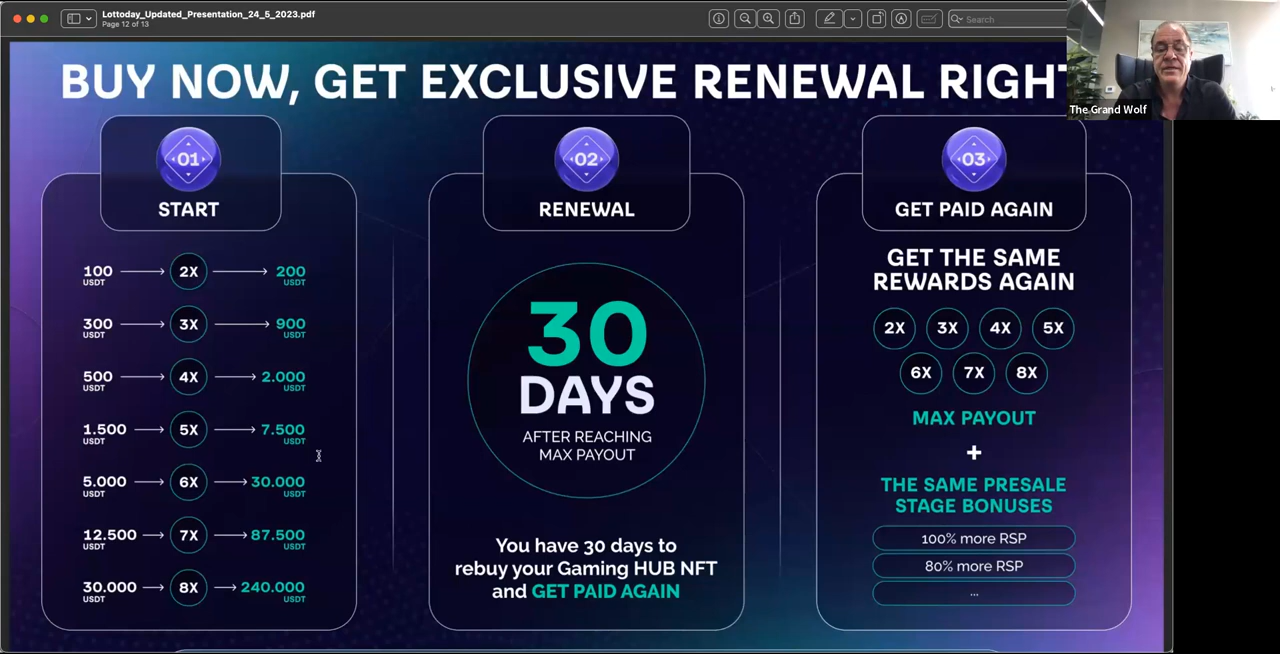 Lottoday_Updated_Presentation_24_5_2023.pdf
Page 12 of 13
Search
The Grand Wolf
BUY NOW, GET EXCLUSIVE RENEWAL RIGHT
01
START
100 USDT 2X 200 USDT
300 USDT 3X 900 USDT
500 USDT 4X 2.000 USDT
1.500 USDT 5X 7.500 USDT
5.000 USDT 6X 30.000 USDT
12.500 USDT 7X 87.500 USDT
30.000 USDT 8X 240.000 USDT
02
RENEWAL
30
DAYS
AFTER REACHING
MAX PAYOUT
You have 30 days to
rebuy your Gaming HUB NFT
and GET PAID AGAIN
03
GET PAID AGAIN
GET THE SAME
REWARDS AGAIN
2X 3X 4X 5X
6X 7X 8X
MAX PAYOUT
+
THE SAME PRESALE
STAGE BONUSES
100% more RSP
80% more RSP
...